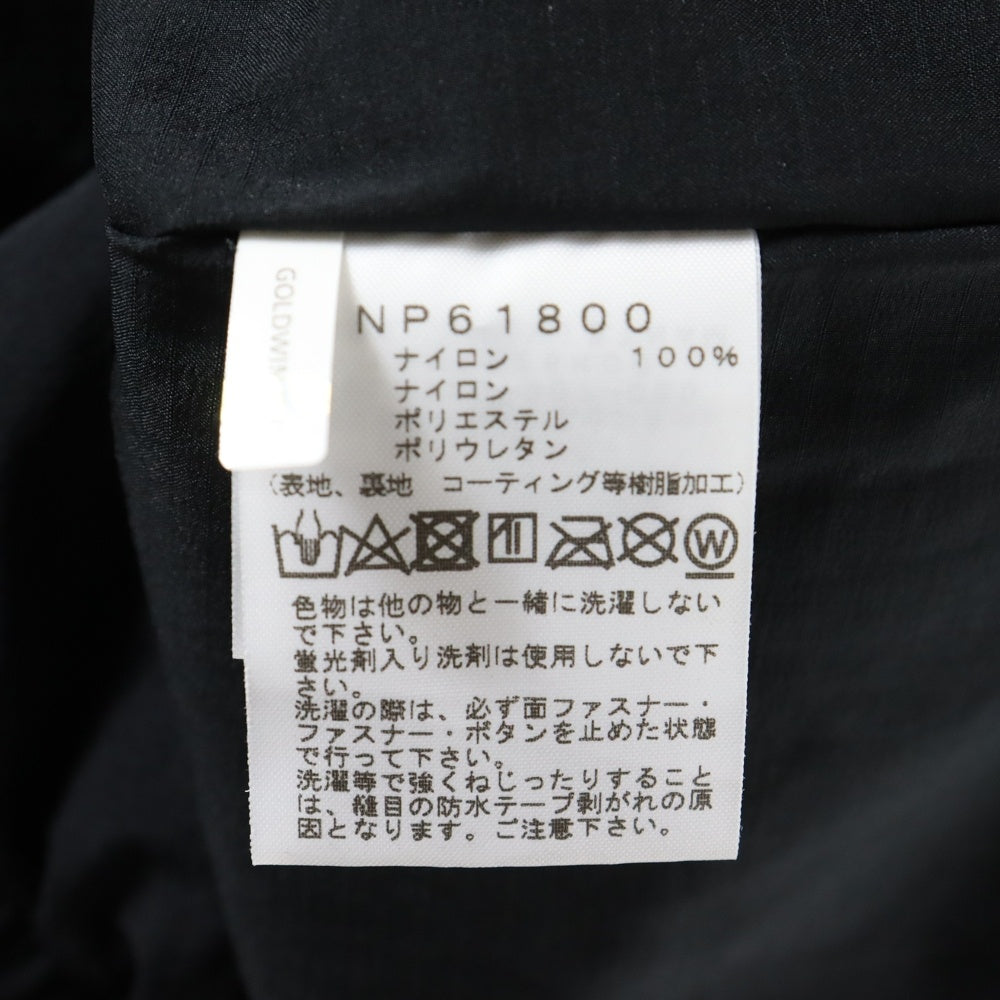 GOLDWIN
NP61800
ナイロン 100%
ナイロン
ポリエステル
ポリウレタン
(表地、裏地 コーティング等樹脂加工)
W
色物は他の物と一緒に洗濯しない
で下さい。
蛍光剤入り洗剤は使用しないで下
さい。
洗濯の際は、必ず面ファスナー・
ファスナー・ボタンを止めた状態
で行って下さい。
洗濯等で強くねじったりすること
は、縫目の防水テープ剥がれの原
因となります。ご注意下さい。